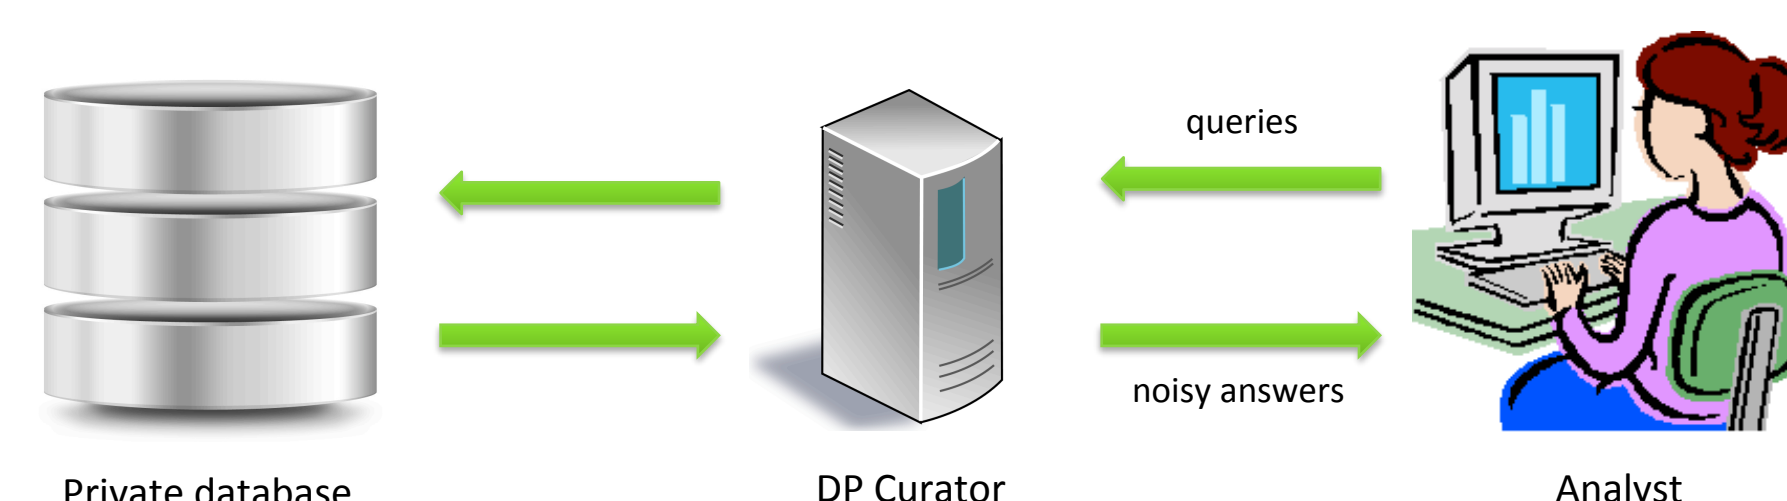 queries
noisy answers
Private database
DP Curator
Analyst